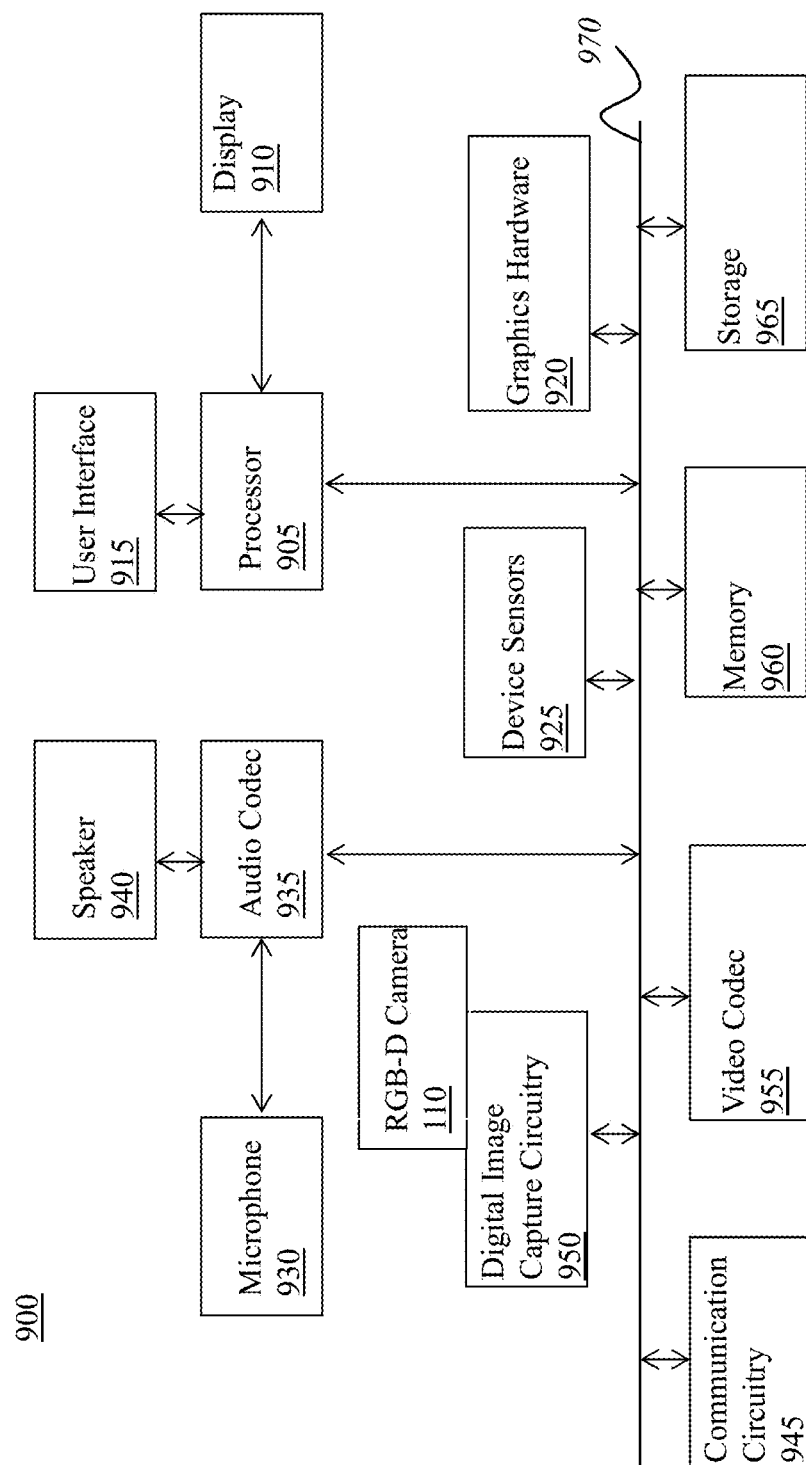 900
Speaker
940
User Interface
915
Microphone
930
Audio Codec
935
Processor
905
Display
910
RGB-D Camera
110
Digital Image
Capture Circuitry
950
Device Sensors
925
Graphics Hardware
920
970
Communication
Circuitry
945
Video Codec
955
Memory
960
Storage
965